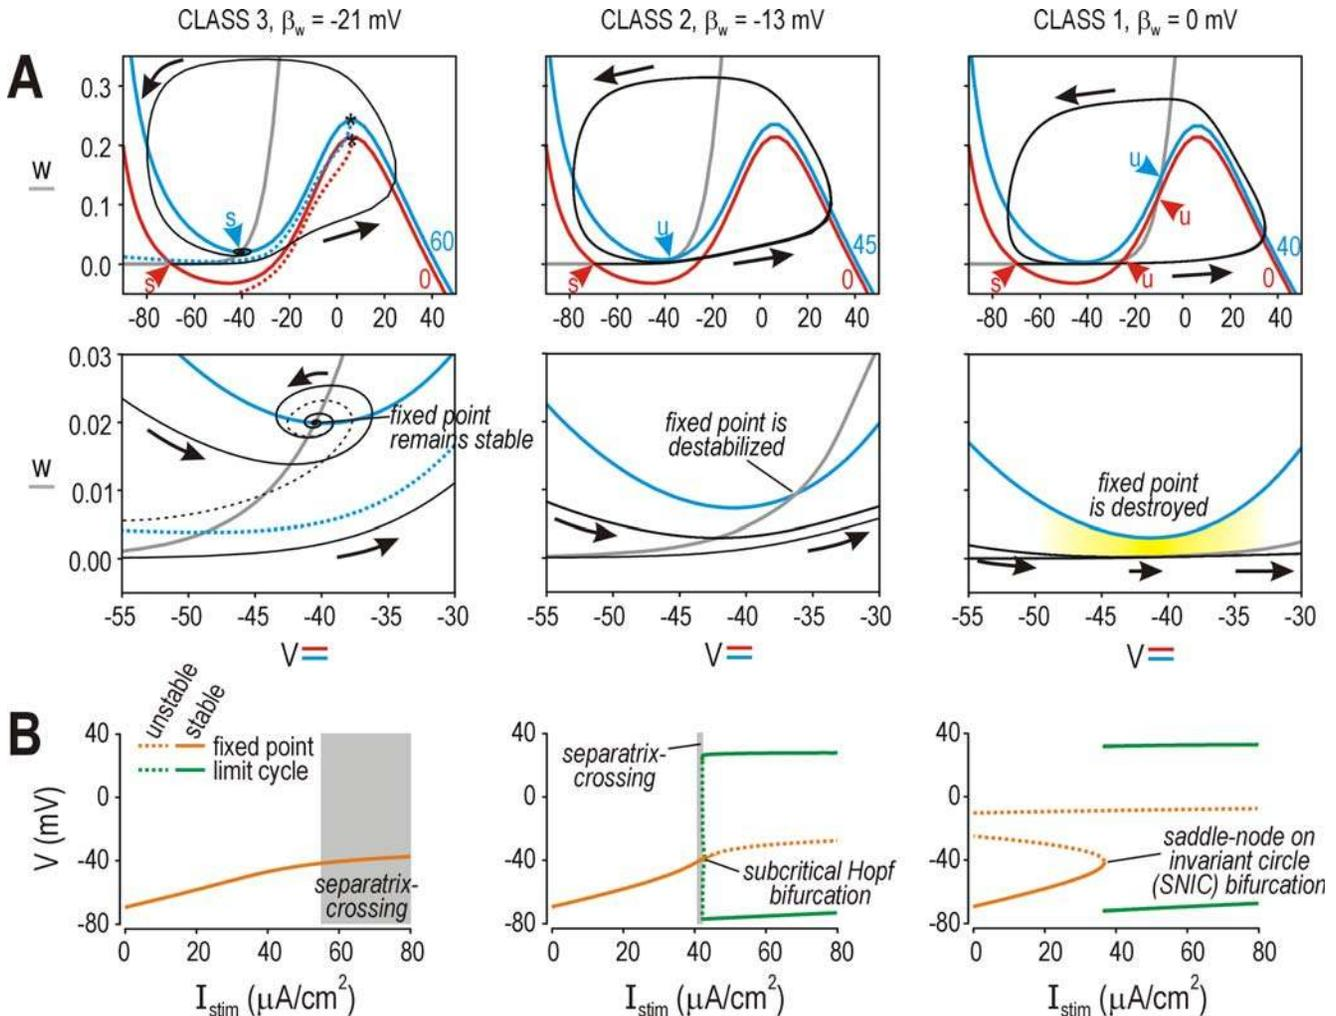 CLASS 3, βw = -21 mV
CLASS 2, βw = -13 mV
CLASS 1, βw = 0 mV
A
w
0.3
0.2
0.1
0.0
s
s
* 
*
60
0
-80 -60 -40 -20 0 20 40
u
s
45
0
-80 -60 -40 -20 0 20 40
u
u
s
u
40
0
-80 -60 -40 -20 0 20 40
w
0.03
0.02
0.01
0.00
fixed point
remains stable
-55 -50 -45 -40 -35 -30
V
fixed point is
destabilized
-55 -50 -45 -40 -35 -30
V
fixed point
is destroyed
-55 -50 -45 -40 -35 -30
V
B
unstable
stable
fixed point
limit cycle
V (mV)
40
0
-40
-80
separatrix-
crossing
0 20 40 60 80
Istim (μA/cm²)
40
0
-40
-80
separatrix-
crossing
subcritical Hopf
bifurcation
0 20 40 60 80
Istim (μA/cm²)
40
0
-40
-80
saddle-node on
invariant circle
(SNIC) bifurcation
0 20 40 60 80
Istim (μA/cm²)